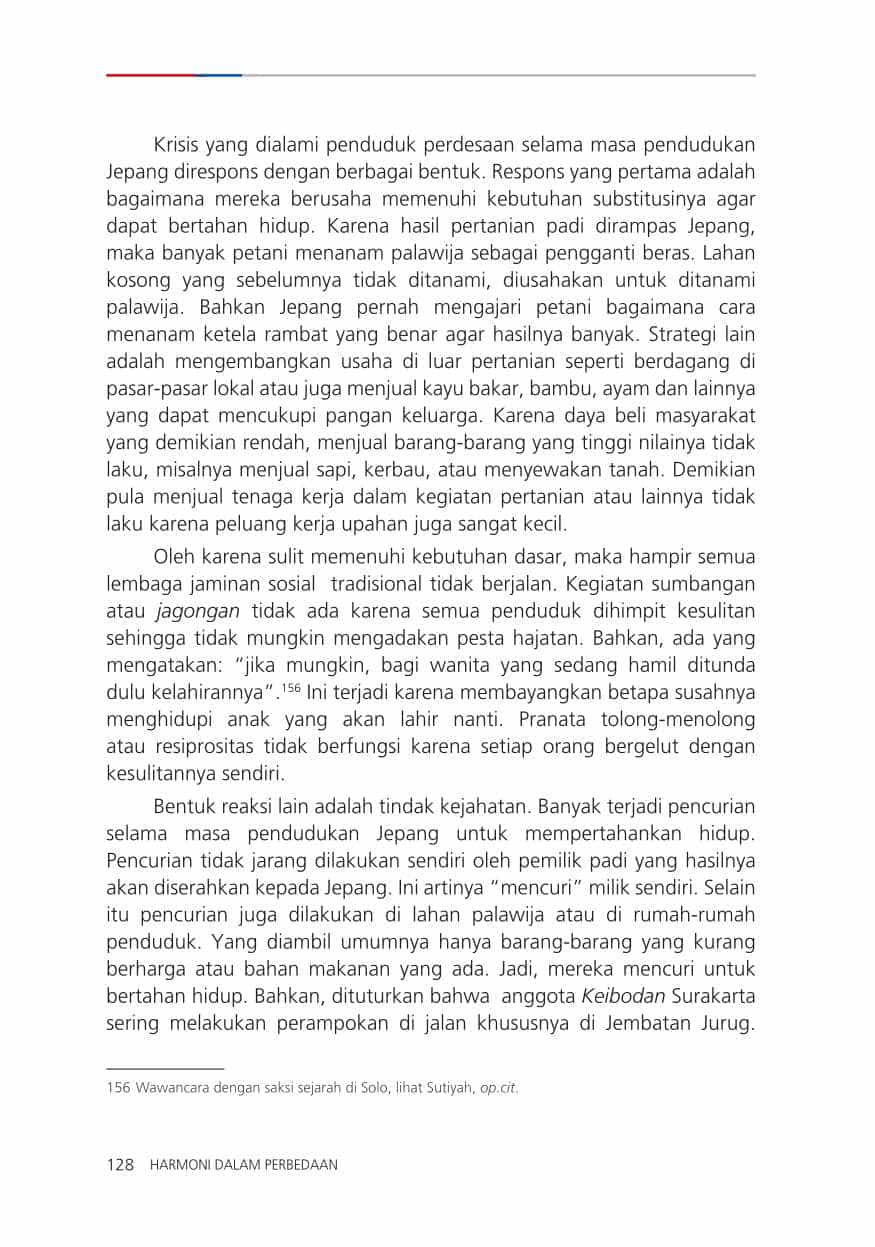 Krisis yang dialami penduduk perdesaan selama masa pendudukan
Jepang direspons dengan berbagai bentuk. Respons yang pertama adalah
bagaimana mereka berusaha memenuhi kebutuhan substitusinya agar
dapat bertahan hidup. Karena hasil pertanian padi dirampas Jepang,
maka banyak petani menanam palawija sebagai pengganti beras. Lahan
kosong yang sebelumnya tidak ditanami, diusahakan untuk ditanami
palawija. Bahkan Jepang pernah mengajari petani bagaimana cara
menanam ketela rambat yang benar agar hasilnya banyak. Strategi lain
adalah mengembangkan usaha di luar pertanian seperti berdagang di
pasar-pasar lokal atau juga menjual kayu bakar, bambu, ayam dan lainnya
yang dapat mencukupi pangan keluarga. Karena daya beli masyarakat
yang demikian rendah, menjual barang-barang yang tinggi nilainya tidak
laku, misalnya menjual sapi, kerbau, atau menyewakan tanah. Demikian
pula menjual tenaga kerja dalam kegiatan pertanian atau lainnya tidak
laku karena peluang kerja upahan juga sangat kecil.
Oleh karena sulit memenuhi kebutuhan dasar, maka hampir semua
lembaga jaminan sosial  tradisional tidak berjalan. Kegiatan sumbangan
atau jagongan tidak ada karena semua penduduk dihimpit kesulitan
sehingga tidak mungkin mengadakan pesta hajatan. Bahkan, ada yang
mengatakan: “jika mungkin, bagi wanita yang sedang hamil ditunda
dulu kelahirannya”.156 Ini terjadi karena membayangkan betapa susahnya
menghidupi anak yang akan lahir nanti. Pranata tolong-menolong
atau resiprositas tidak berfungsi karena setiap orang bergelut dengan
kesulitannya sendiri.
Bentuk reaksi lain adalah tindak kejahatan. Banyak terjadi pencurian
selama masa pendudukan Jepang untuk mempertahankan hidup.
Pencurian tidak jarang dilakukan sendiri oleh pemilik padi yang hasilnya
akan diserahkan kepada Jepang. Ini artinya “mencuri” milik sendiri. Selain
itu pencurian juga dilakukan di lahan palawija atau di rumah-rumah
penduduk. Yang diambil umumnya hanya barang-barang yang kurang
berharga atau bahan makanan yang ada. Jadi, mereka mencuri untuk
bertahan hidup. Bahkan, dituturkan bahwa  anggota Keibodan Surakarta
sering melakukan perampokan di jalan khususnya di Jembatan Jurug.
156 Wawancara dengan saksi sejarah di Solo, lihat Sutiyah, op.cit.
128 HARMONI DALAM PERBEDAAN